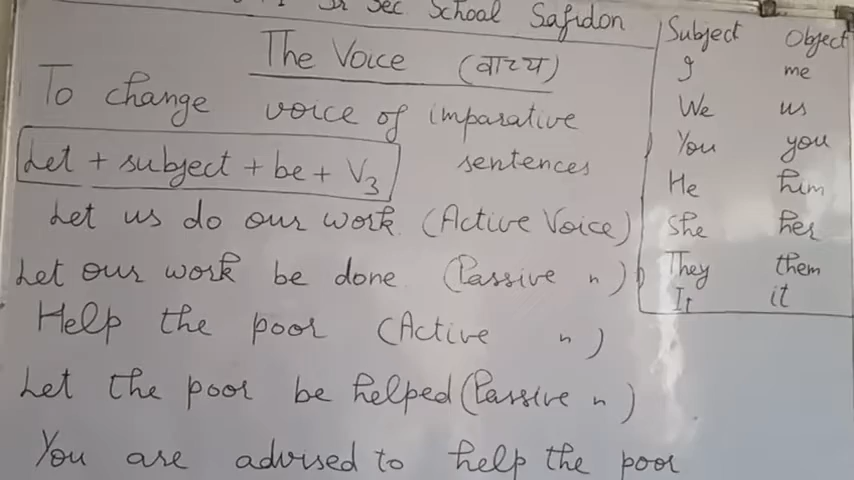 Sr Sec School Safidon
The Voice (वाच्य)
To change voice of imparative
sentences
Let + subject + be + V3
Let us do our work. (Active Voice)
Let our work be done. (Passive ")
Help the poor (Active ")
Let the poor be helped (Passive ")
You are advised to help the poor
Subject Object
I me
We us
You you
He him
She her
They them
It it